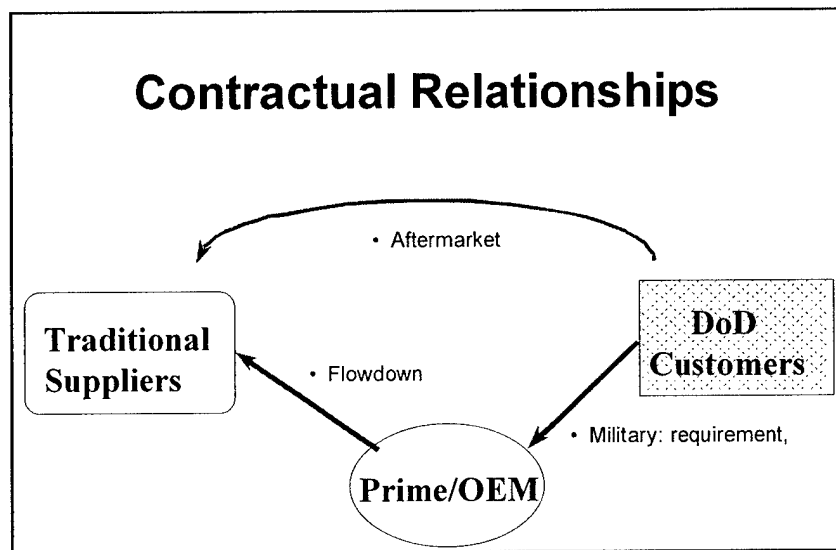 Contractual Relationships
• Aftermarket
Traditional
Suppliers
DoD
Customers
• Flowdown
• Military: requirement,
Prime/OEM